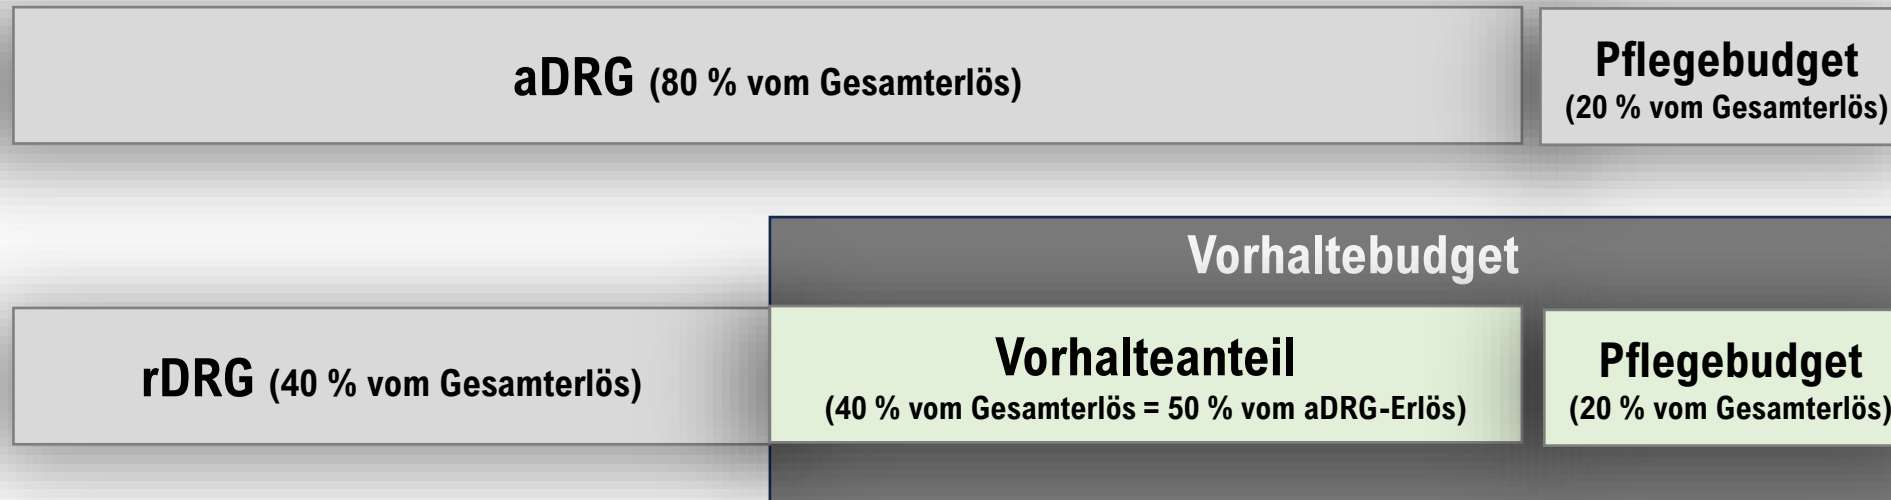 aDRG (80 % vom Gesamterlös)
Pflegebudget
(20 % vom Gesamterlös)
Vorhaltebudget
rDRG (40 % vom Gesamterlös)
Vorhalteanteil
(40 % vom Gesamterlös = 50 % vom aDRG-Erlös)
Pflegebudget
(20 % vom Gesamterlös)